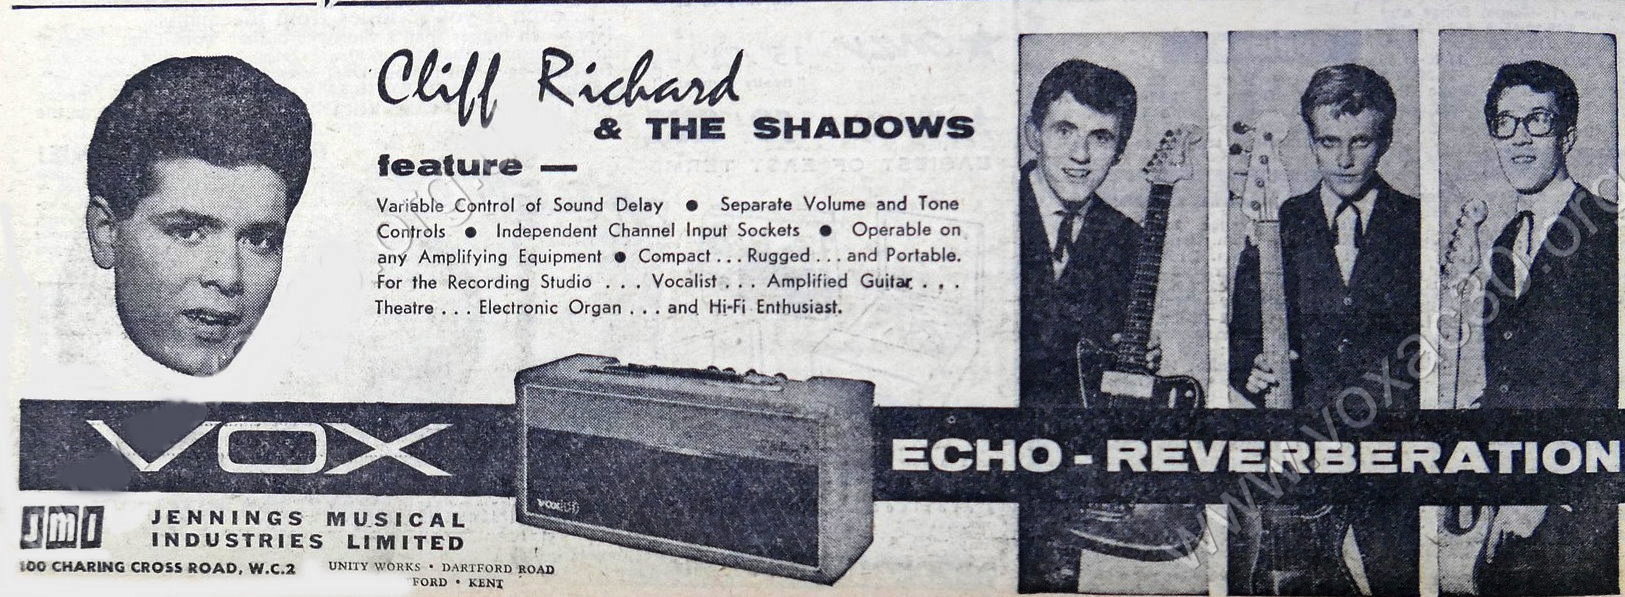 Cliff Richard
& THE SHADOWS
feature —
Variable Control of Sound Delay ● Separate Volume and Tone
Controls ● Independent Channel Input Sockets ● Operable on
any Amplifying Equipment ● Compact . . . Rugged . . . and Portable.
For the Recording Studio . . . Vocalist . . . Amplified Guitar . . .
Theatre . . . Electronic Organ . . . and Hi-Fi Enthusiast.
VOX
ECHO - REVERBERATION
VOX
JMI
JENNINGS MUSICAL
INDUSTRIES LIMITED
100 CHARING CROSS ROAD, W.C.2
UNITY WORKS • DARTFORD ROAD
FORD • KENT
www.voxac30.org